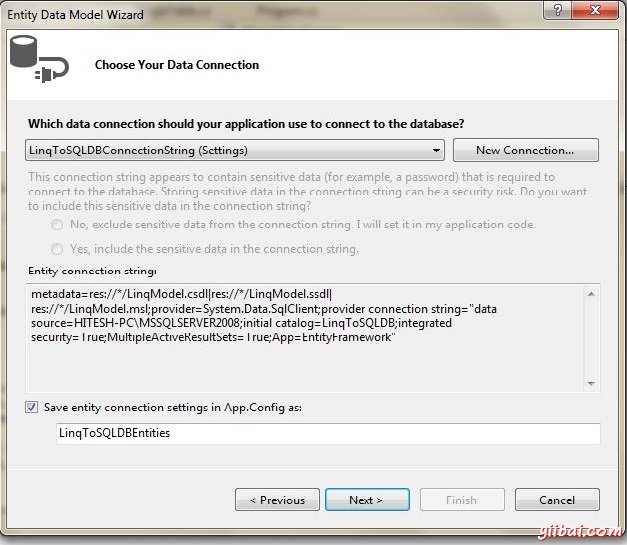 Entity Data Model Wizard
?
Choose Your Data Connection
Which data connection should your application use to connect to the database?
LinqToSQLDBConnectionString (Settings)
New Connection...
This connection string appears to contain sensitive data (for example, a password) that is required to
connect to the database. Storing sensitive data in the connection string can be a security risk. Do you want
to include this sensitive data in the connection string?
No, exclude sensitive data from the connection string. I will set it in my application code.
Yes, include the sensitive data in the connection string.
Entity connection string:
metadata=res://*/LinqModel.csdl|res://*/LinqModel.ssdl|
res://*/LinqModel.msl;provider=System.Data.SqlClient;provider connection string="data
source=HITESH-PC\MSSQLSERVER2008;initial catalog=LinqToSQLDB;integrated
security=True;MultipleActiveResultSets=True;App=EntityFramework"
Save entity connection settings in App.Config as:
LinqToSQLDBEntities
< Previous
Next >
Finish
Cancel
yiibai.com